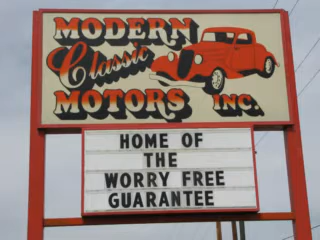 MODERN
Classic
MOTORS INC.
HOME OF
THE
WORRY FREE
GUARANTEE